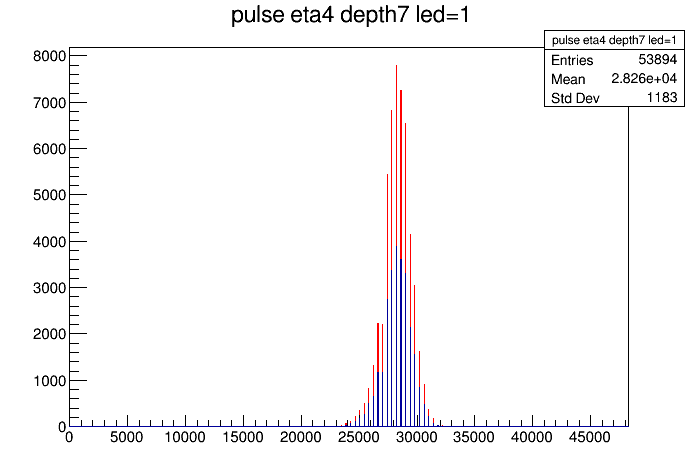 pulse eta4 depth7 led=1
pulse eta4 depth7 led=1
Entries 53894
Mean 2.826e+04
Std Dev 1183
8000
7000
6000
5000
4000
3000
2000
1000
0
0 5000 10000 15000 20000 25000 30000 35000 40000 45000